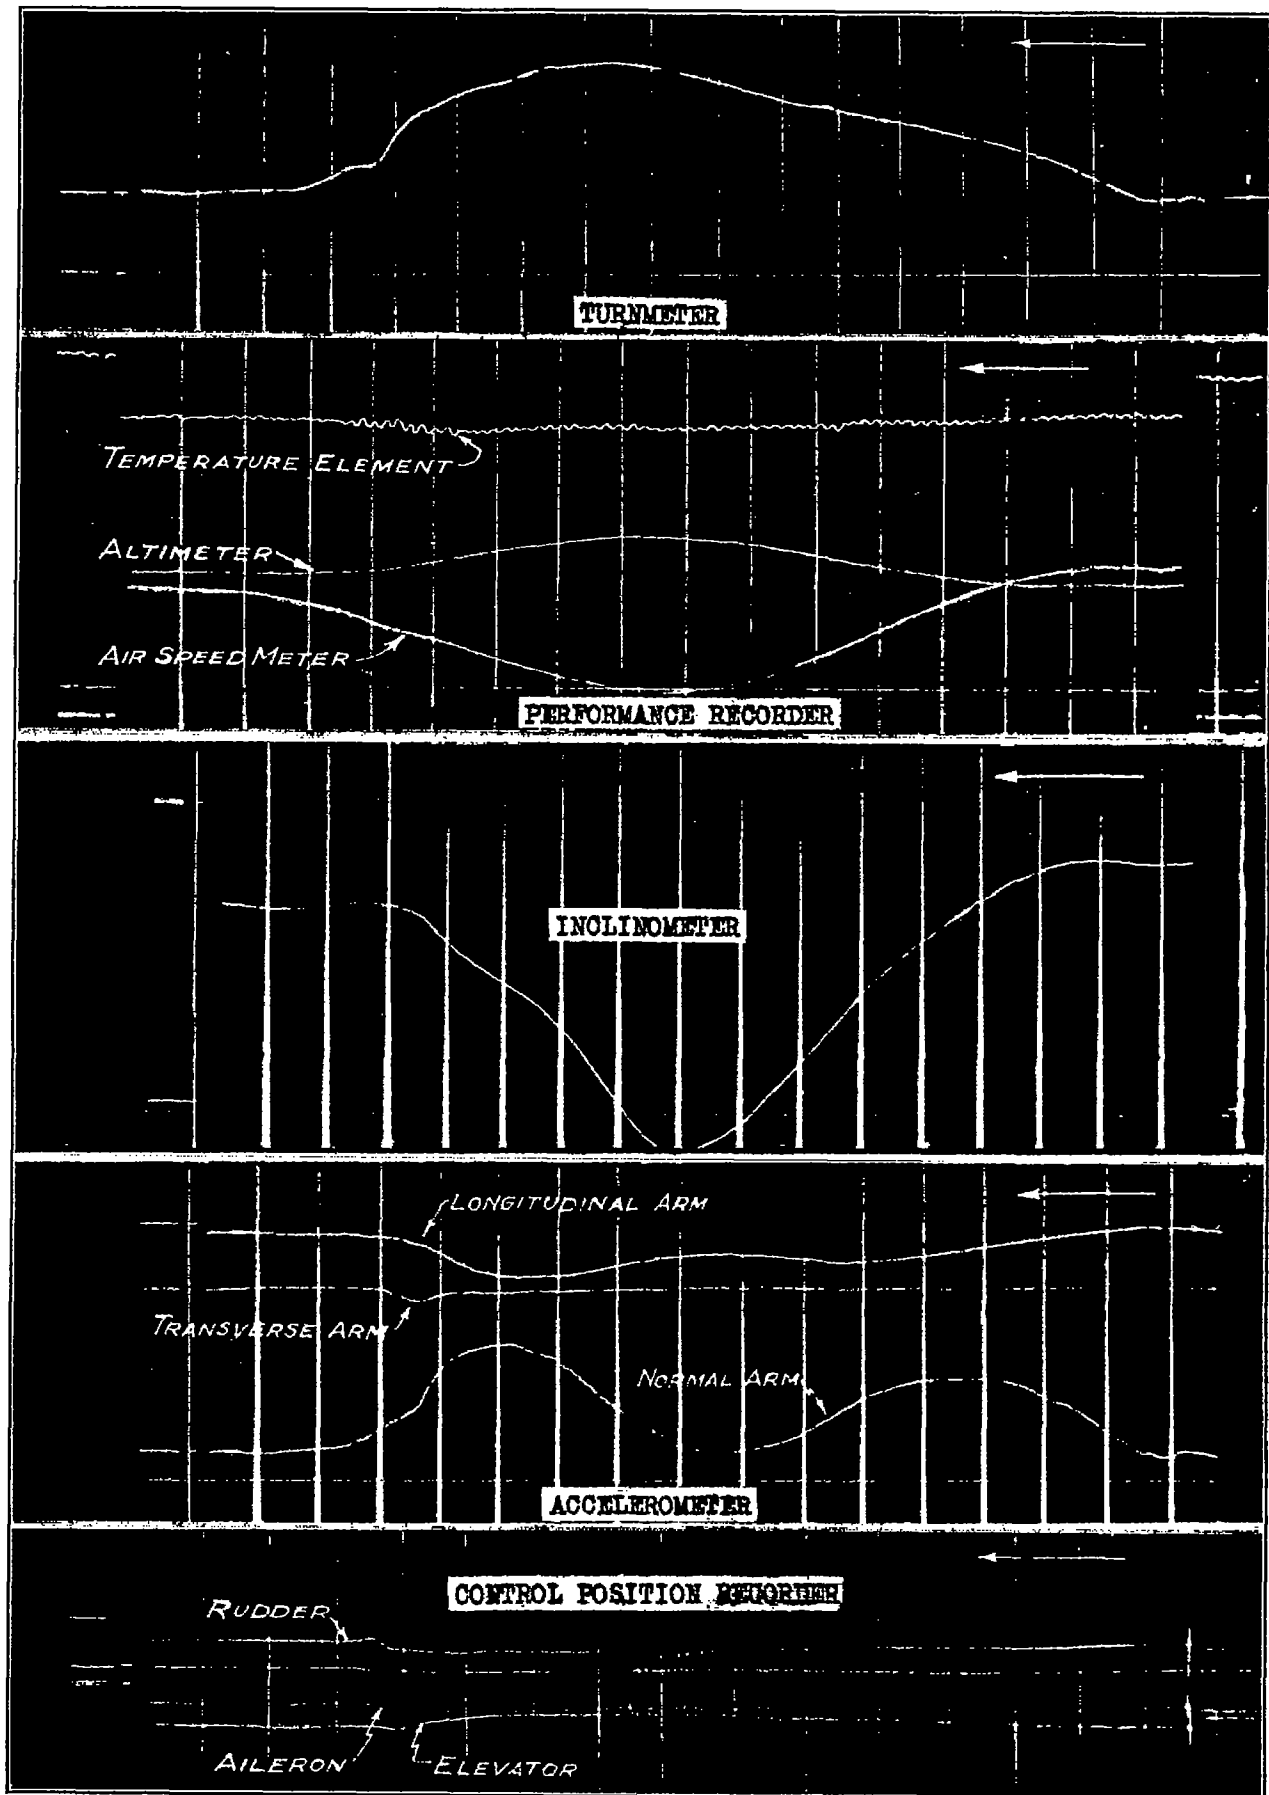 TURNMETER
TEMPERATURE ELEMENT
ALTIMETER
AIR SPEED METER
PERFORMANCE RECORDER
INCLINOMETER
LONGITUDINAL ARM
TRANSVERSE ARM
NORMAL ARM
ACCELEROMETER
CONTROL POSITION RECORDER
RUDDER
AILERON
ELEVATOR